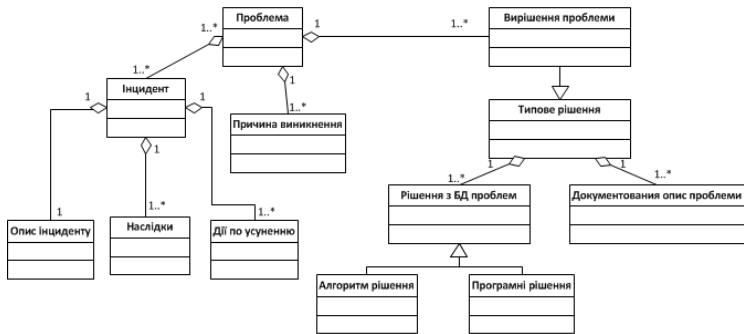 Проблема
Вирішення проблеми
1..*
1
1..*
1
1..*
Інцидент
1
1
1..*
Причина виникнення
Типове рішення
1
1
1
1..*
1..*
Рішення з БД проблем
Документования опис проблеми
1
1..*
1..*
Опис інциденту
Наслідки
Дії по усуненню
Алгоритм рішення
Програмні рішення